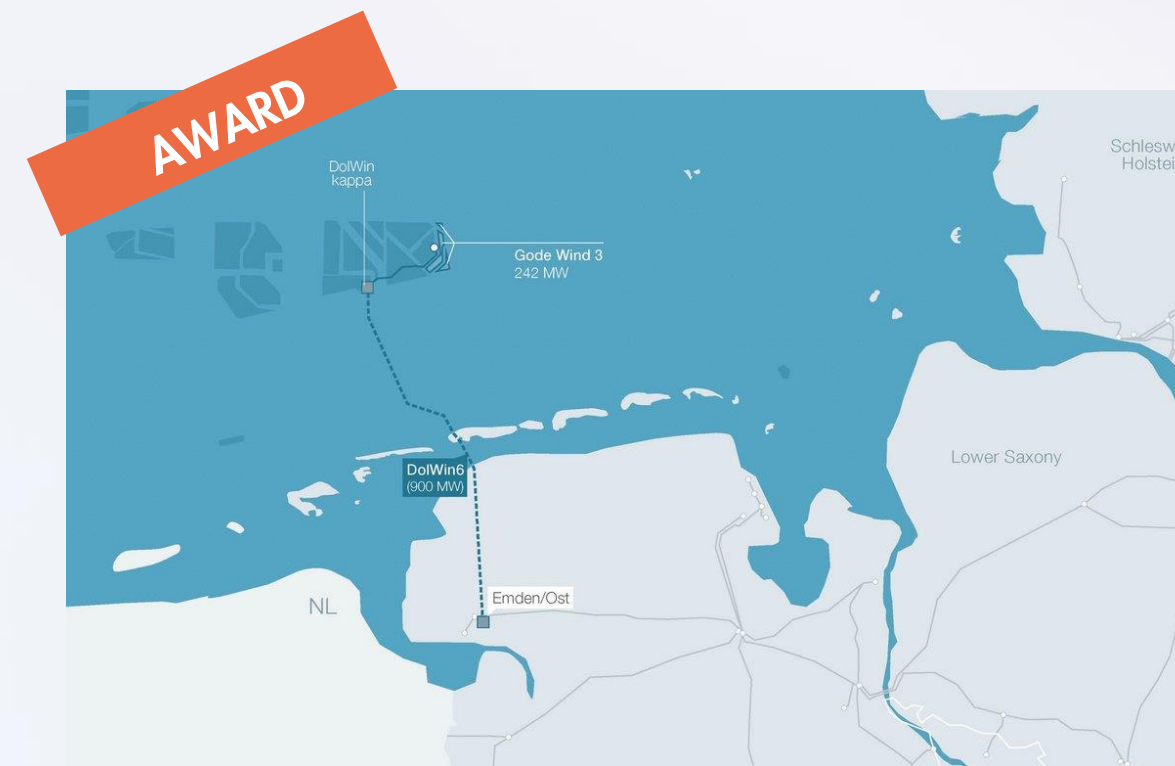 AWARD
DolWin
kappa
Schlesw
Holstei
Gode Wind 3
242 MW
Lower Saxony
DolWin6
(900 MW)
Emden/Ost
NL